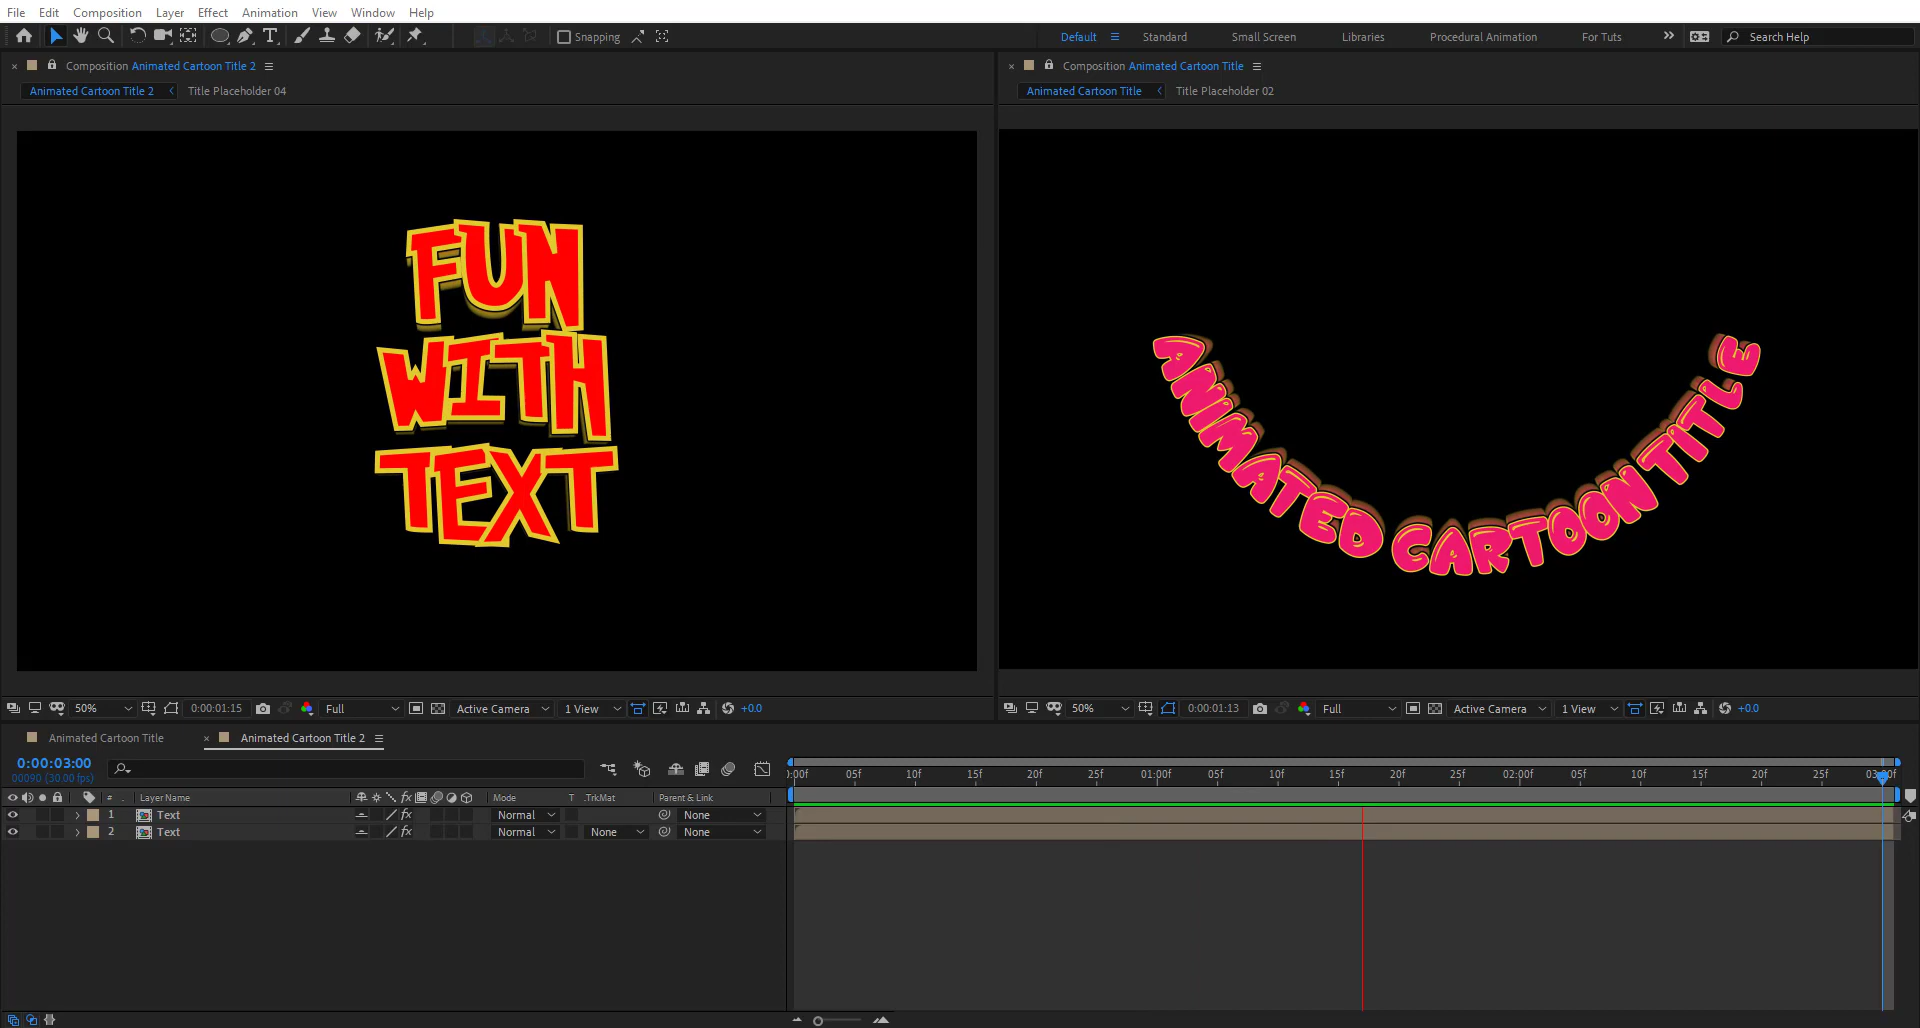 File Edit Composition Layer Effect Animation View Window Help
Snapping Default Standard Small Screen Libraries Procedural Animation For Tuts Search Help
Composition Animated Cartoon Title 2
Animated Cartoon Title 2 Title Placeholder 04
Composition Animated Cartoon Title
Animated Cartoon Title Title Placeholder 02
FUN
WITH
TEXT
ANIMATED CARTOON TITLE
50% 0:00:01:15 Full Active Camera 1 View +0.0
50% 0:00:01:13 Full Active Camera 1 View +0.0
Animated Cartoon Title Animated Cartoon Title 2
0:00:03:00
00090 (30.00 fps)
:00f 05f 10f 15f 20f 25f 01:00f 05f 10f 15f 20f 25f 02:00f 05f 10f 15f 20f 25f 03:00f
# Layer Name fx Mode T .TrkMat Parent & Link
1 Text fx Normal None
2 Text fx Normal None None